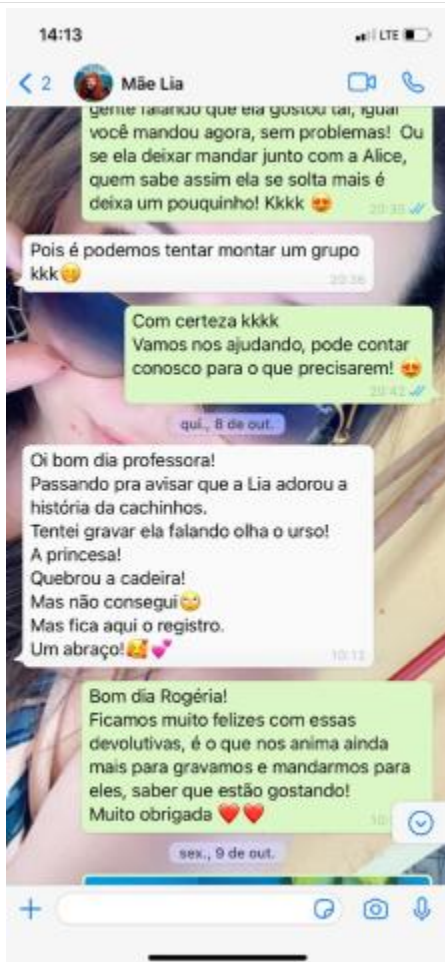 14:13
LTE
2
Mãe Lia
gente falando que ela gostou tal, igual
você mandou agora, sem problemas! Ou
se ela deixar mandar junto com a Alice,
quem sabe assim ela se solta mais é
deixa um pouquinho! Kkkk 😍
20:35
Pois é podemos tentar montar um grupo
kkk😊
20:36
Com certeza kkkk
Vamos nos ajudando, pode contar
conosco para o que precisarem! 😍
20:42
qui., 8 de out.
Oi bom dia professora!
Passando pra avisar que a Lia adorou a
história da cachinhos.
Tentei gravar ela falando olha o urso!
A princesa!
Quebrou a cadeira!
Mas não consegui🙄
Mas fica aqui o registro.
Um abraço!🥰💕
10:13
Bom dia Rogéria!
Ficamos muito felizes com essas
devolutivas, é o que nos anima ainda
mais para gravamos e mandarmos para
eles, saber que estão gostando!
Muito obrigada ❤️❤️
sex., 9 de out.